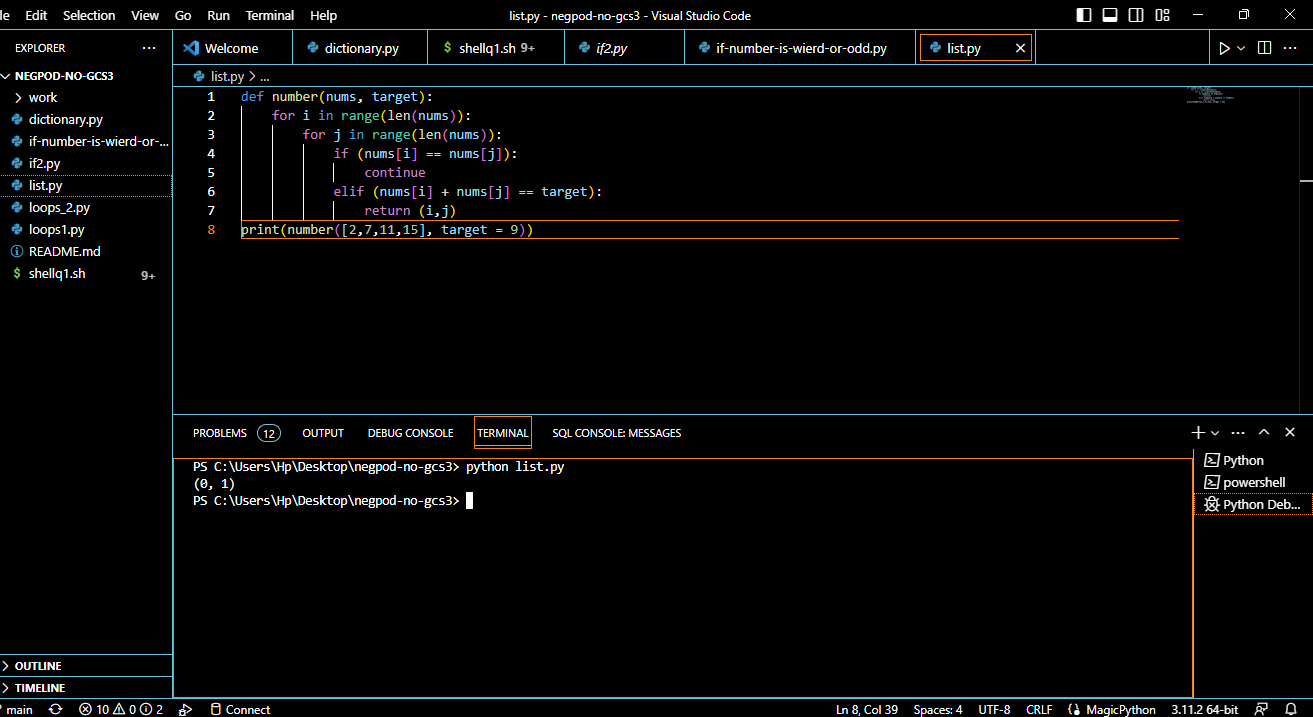 le Edit Selection View Go Run Terminal Help list.py - negpod-no-gcs3 - Visual Studio Code
EXPLORER ...
Welcome dictionary.py $ shellq1.sh 9+ if2.py if-number-is-wierd-or-odd.py list.py
NEGPOD-NO-GCS3
work
dictionary.py
if-number-is-wierd-or-...
if2.py
list.py
loops_2.py
loops1.py
README.md
$ shellq1.sh 9+
list.py > ...
1 def number(nums, target):
2 for i in range(len(nums)):
3 for j in range(len(nums)):
4 if (nums[i] == nums[j]):
5 continue
6 elif (nums[i] + nums[j] == target):
7 return (i,j)
8 print(number([2,7,11,15], target = 9))
PROBLEMS 12 OUTPUT DEBUG CONSOLE TERMINAL SQL CONSOLE: MESSAGES
PS C:\Users\Hp\Desktop\negpod-no-gcs3> python list.py
(0, 1)
PS C:\Users\Hp\Desktop\negpod-no-gcs3>
Python
powershell
Python Deb...
OUTLINE
TIMELINE
main 10 0 2 Connect Ln 8, Col 39 Spaces: 4 UTF-8 CRLF MagicPython 3.11.2 64-bit